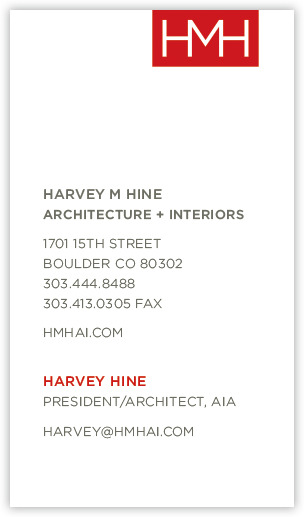 HMH
HARVEY M HINE
ARCHITECTURE + INTERIORS
1701 15TH STREET
BOULDER CO 80302
303.444.8488
303.413.0305 FAX
HMHAI.COM
HARVEY HINE
PRESIDENT/ARCHITECT, AIA
HARVEY@HMHAI.COM